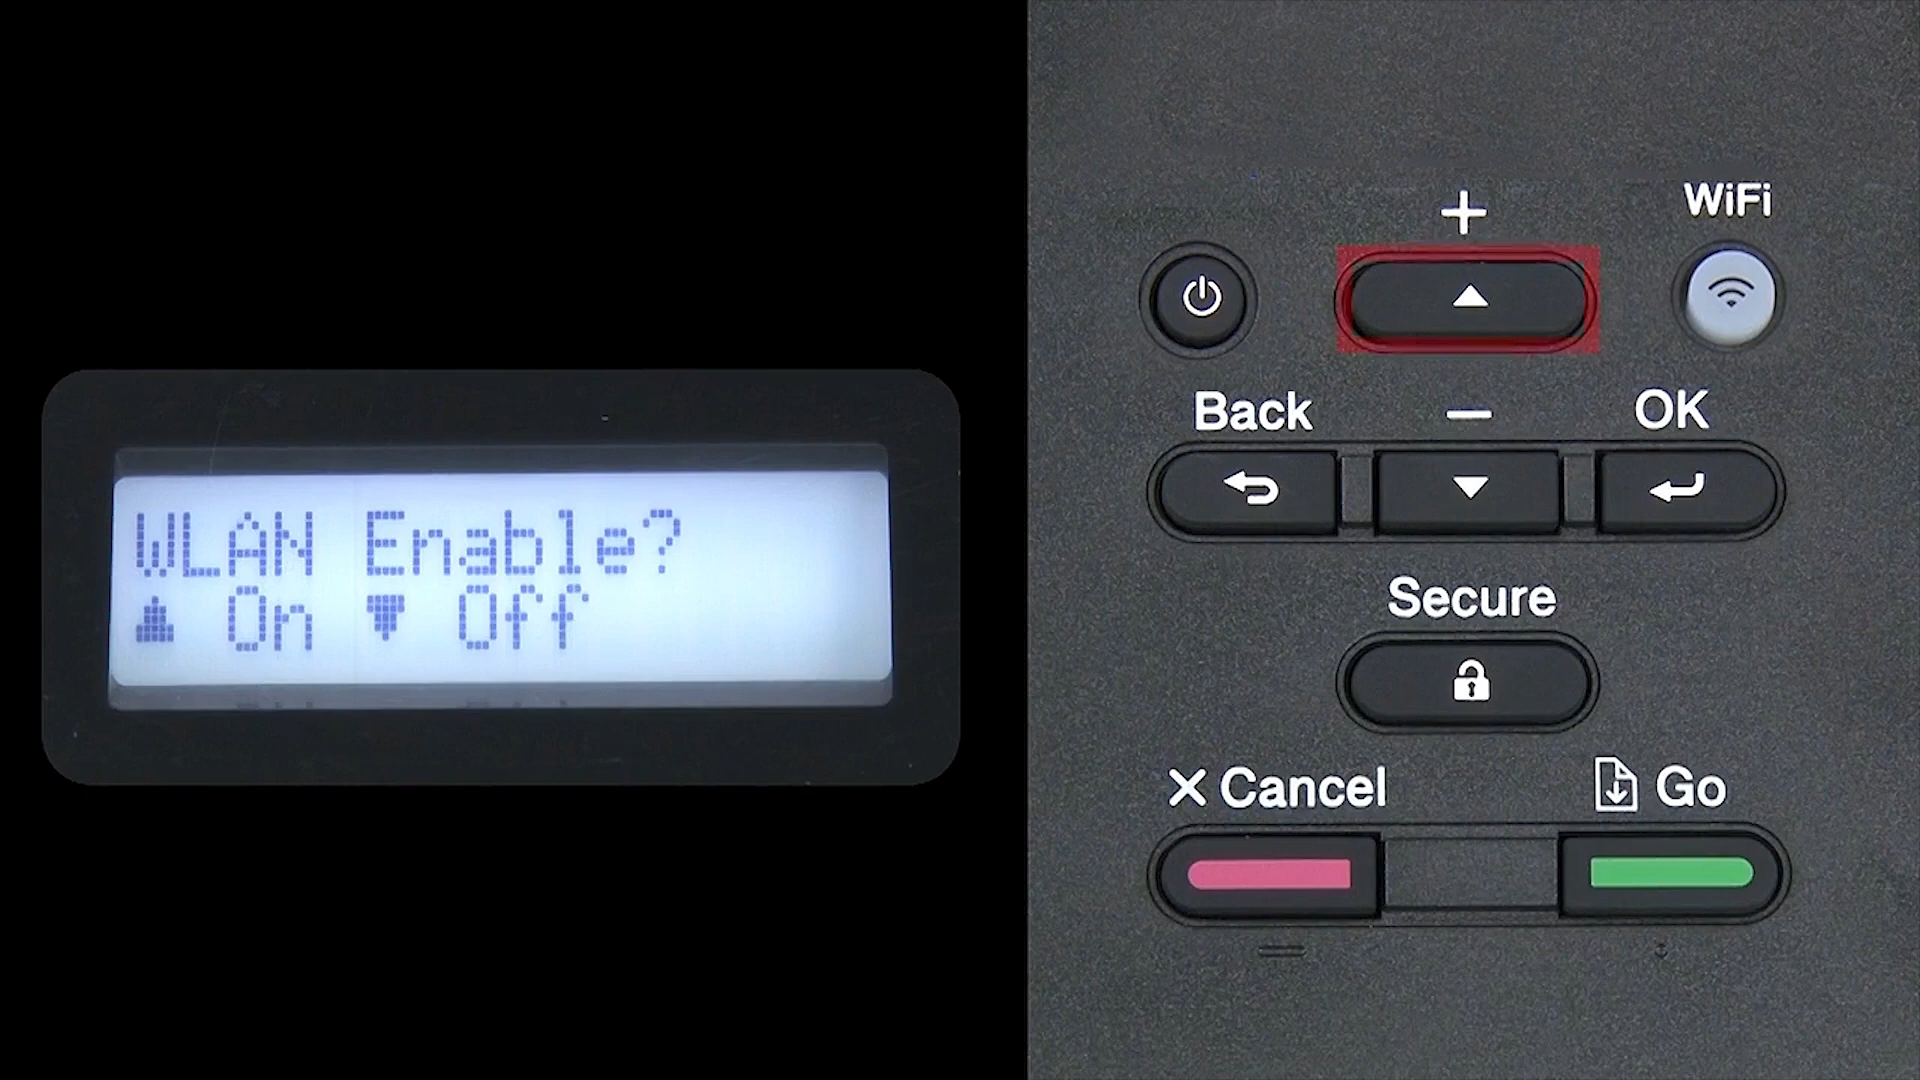 WLAN Enable?
▲ On ▼ Off
+
WiFi
Back
—
OK
Secure
X Cancel
Go